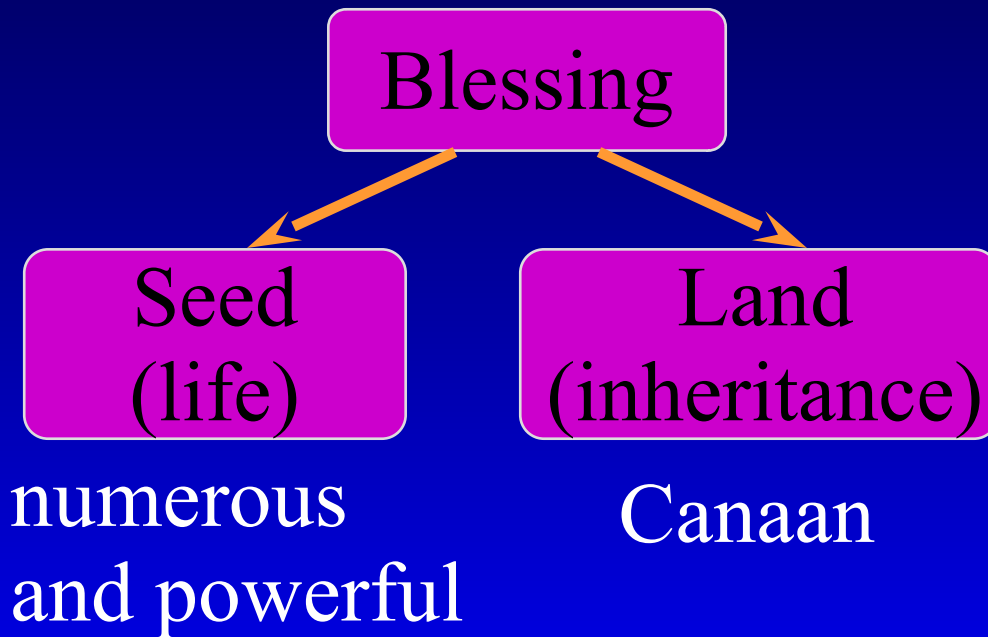 Blessing
Seed
(life)
Land
(inheritance)
numerous
and powerful
Canaan